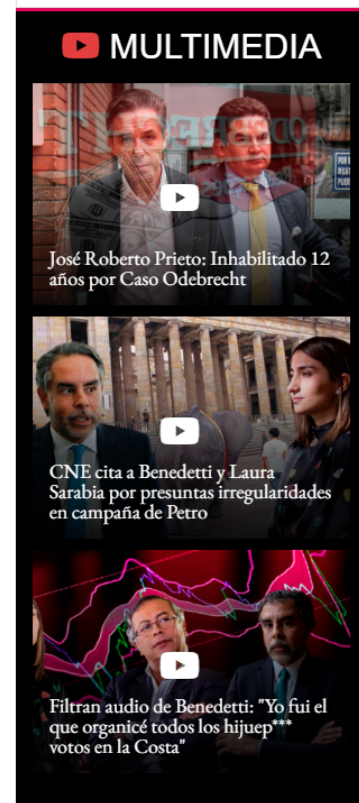 MULTIMEDIA
José Roberto Prieto: Inhabilitado 12
años por Caso Odebrecht
CNE cita a Benedetti y Laura
Sarabia por presuntas irregularidades
en campaña de Petro
Filtran audio de Benedetti: "Yo fui el
que organicé todos los hijuep***
votos en la Costa"